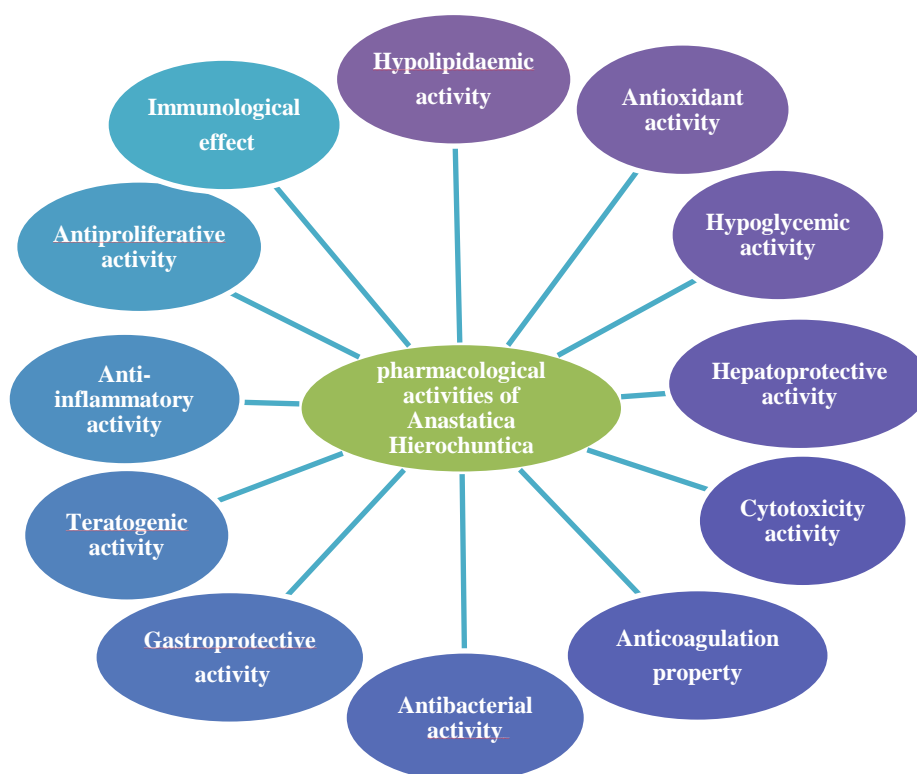 Hypolipidaemic
activity
Antioxidant
activity
Hypoglycemic
activity
Hepatoprotective
activity
Cytotoxicity
activity
Anticoagulation
property
Antibacterial
activity
Gastroprotective
activity
Teratogenic
activity
Anti-
inflammatory
activity
Antiproliferative
activity
Immunological
effect
pharmacological
activities of
Anastatica
Hierochuntica